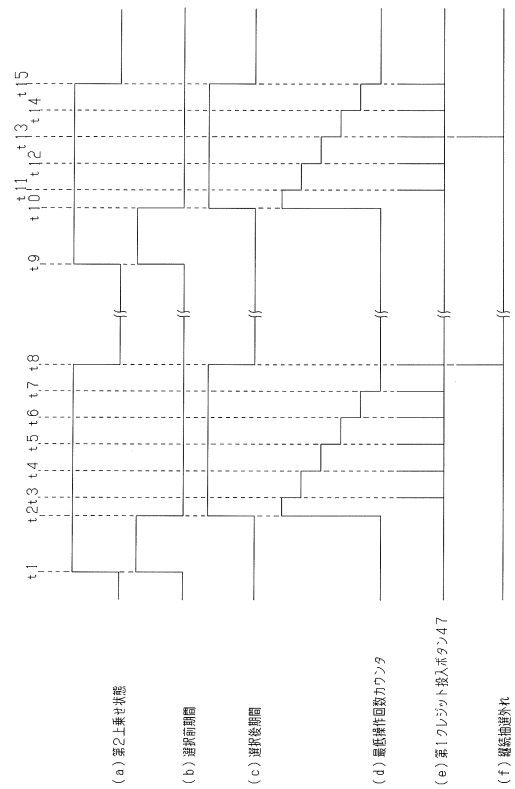 t1
t2
t3
t4
t5
t6
t7
t8
t9
t10
t11
t12
t13
t14
t15
(a)第2上乗せ状態
(b)選択前期間
(c)選択後期間
(d)最低操作回数カウンタ
(e)第1クレジット投入ボタン47
(f)継続抽選外れ